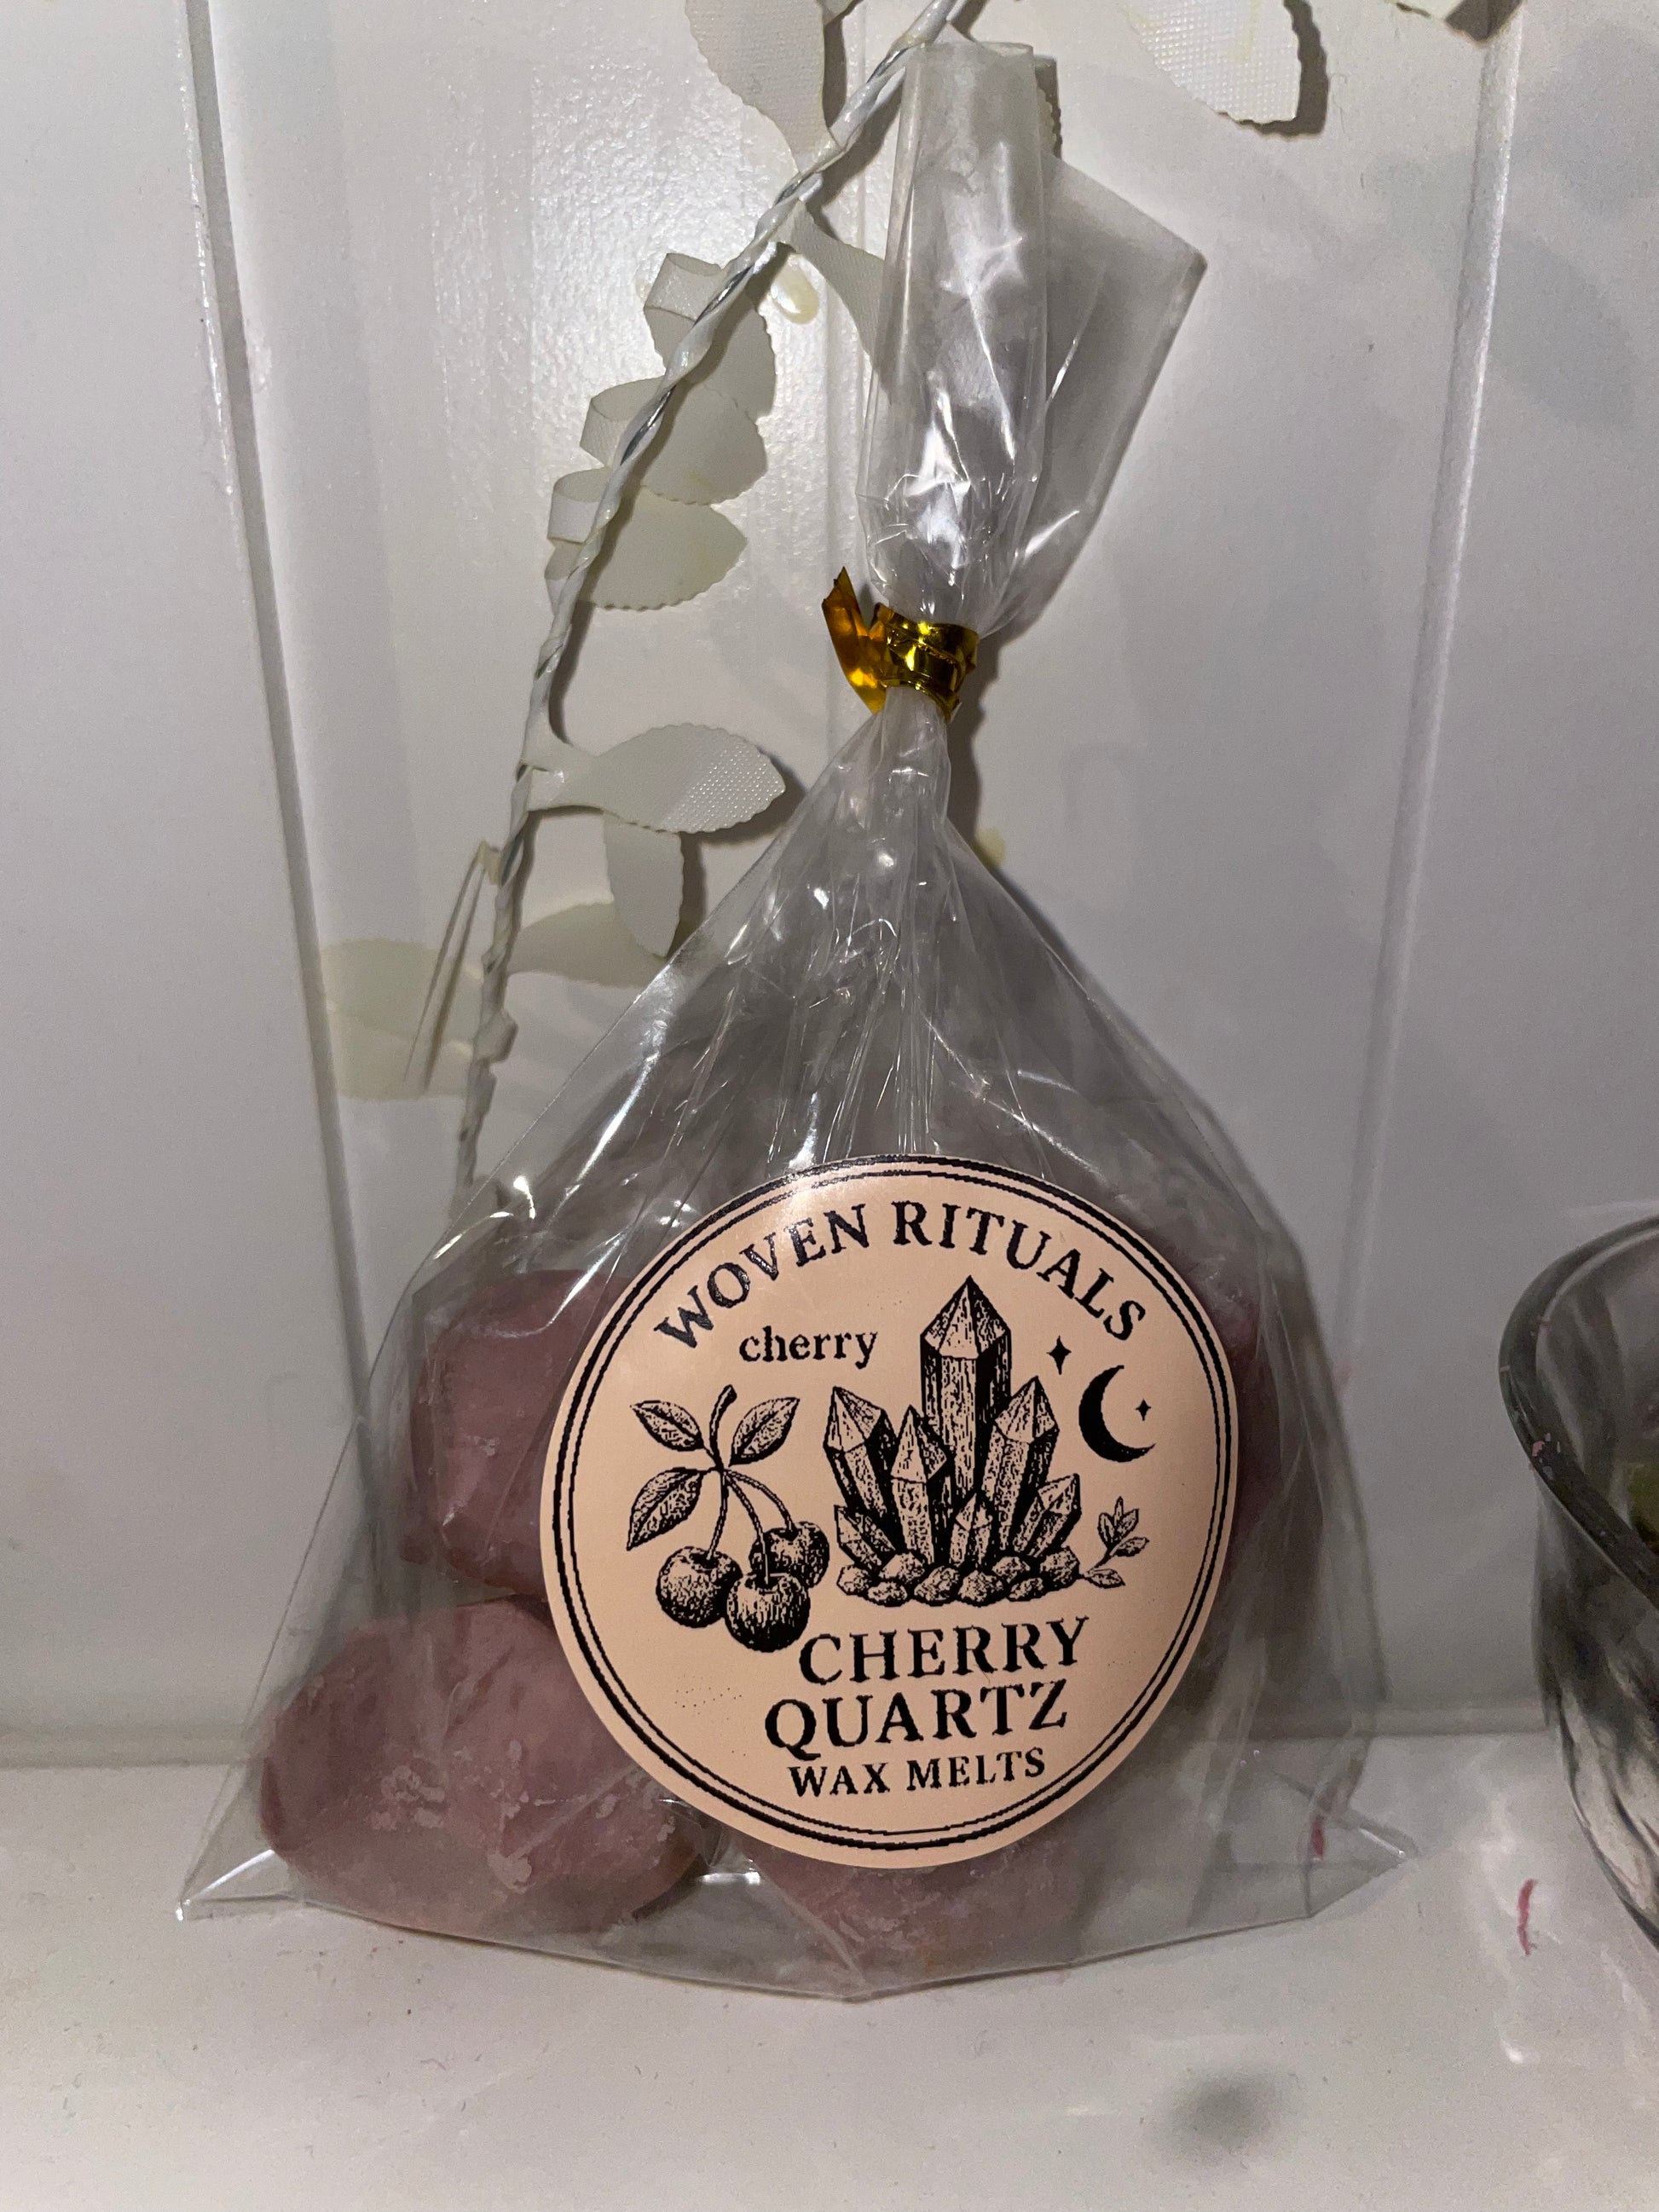 WOVEN RITUALS
cherry
CHERRY
QUARTZ
WAX MELTS